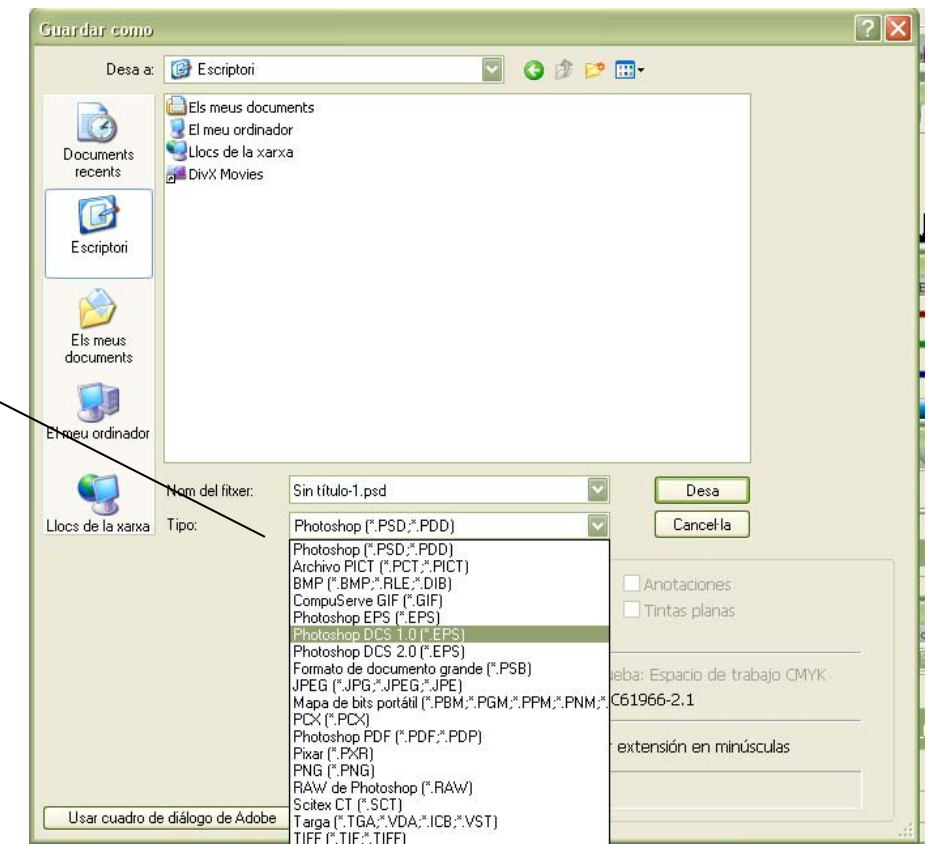 Guardar como
Desa a:
Escriptori
Documents
recents
Escriptori
Els meus
documents
El meu ordinador
Llocs de la xarxa
Els meus documents
El meu ordinador
Llocs de la xarxa
DivX Movies
Nom del fitxer:
Sin título-1.psd
Desa
Tipo:
Photoshop (*.PSD;*.PDD)
Cancel·la
Photoshop (*.PSD;*.PDD)
Archivo PICT (*.PCT;*.PICT)
BMP (*.BMP;*.RLE;*.DIB)
CompuServe GIF (*.GIF)
Photoshop EPS (*.EPS)
Photoshop DCS 1.0 (*.EPS)
Photoshop DCS 2.0 (*.EPS)
Formato de documento grande (*.PSB)
JPEG (*.JPG;*.JPEG;*.JPE)
Mapa de bits portátil (*.PBM;*.PGM;*.PPM;*.PNM;*.
PCX (*.PCX)
Photoshop PDF (*.PDF;*.PDP)
Pixar (*.PXR)
PNG (*.PNG)
RAW de Photoshop (*.RAW)
Scitex CT (*.SCT)
Targa (*.TGA;*.VDA;*.ICB;*.VST)
TIFF (*.TIF;*.TIFF)
Anotaciones
Tintas planas
ueba: Espacio de trabajo CMYK
C61966-2.1
extensión en minúsculas
Usar cuadro de diálogo de Adobe